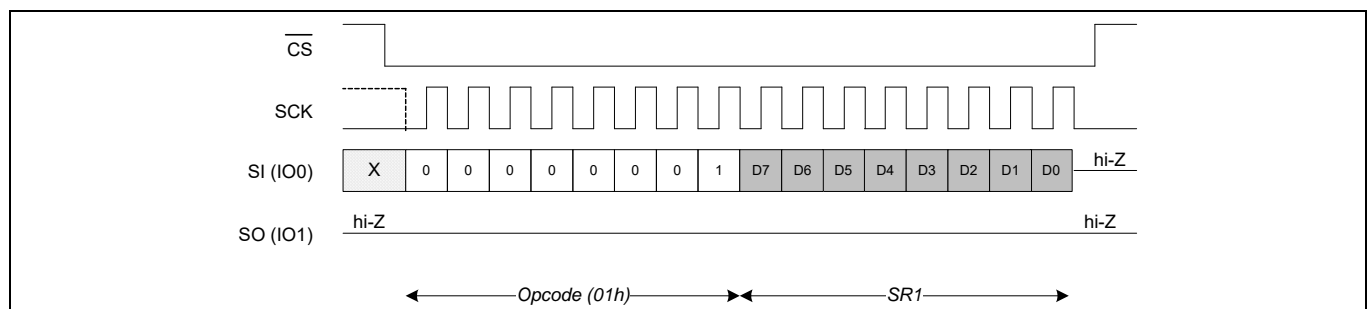 CS
SCK
SI (IO0) X 0 0 0 0 0 0 0 1 D7 D6 D5 D4 D3 D2 D1 D0 hi-Z
hi-Z hi-Z
SO (IO1)
Opcode (01h) SR1